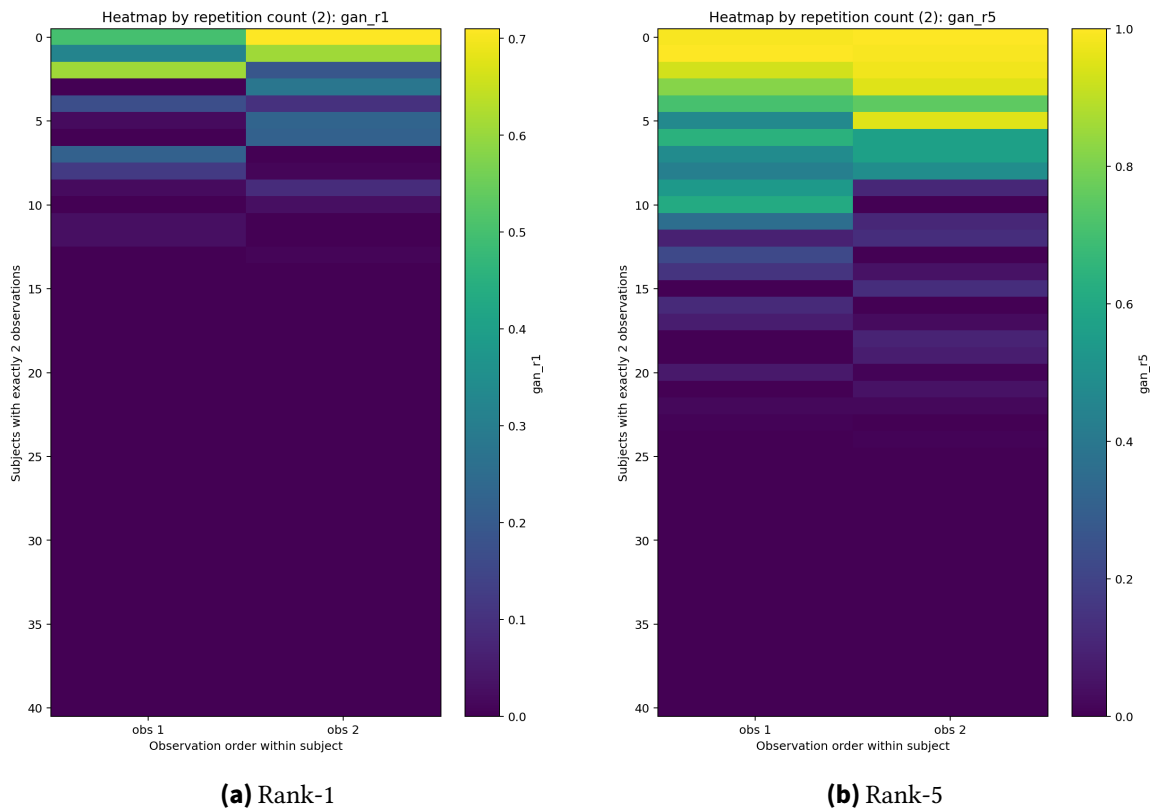 Heatmap by repetition count (2): gan_r1
0
5
10
15
20
25
30
35
40
Subjects with exactly 2 observations
obs 1
obs 2
Observation order within subject
0.7
0.6
0.5
0.4
0.3
0.2
0.1
0.0
gan_r1
(a) Rank-1
Heatmap by repetition count (2): gan_r5
0
5
10
15
20
25
30
35
40
Subjects with exactly 2 observations
obs 1
obs 2
Observation order within subject
1.0
0.8
0.6
0.4
0.2
0.0
gan_r5
(b) Rank-5